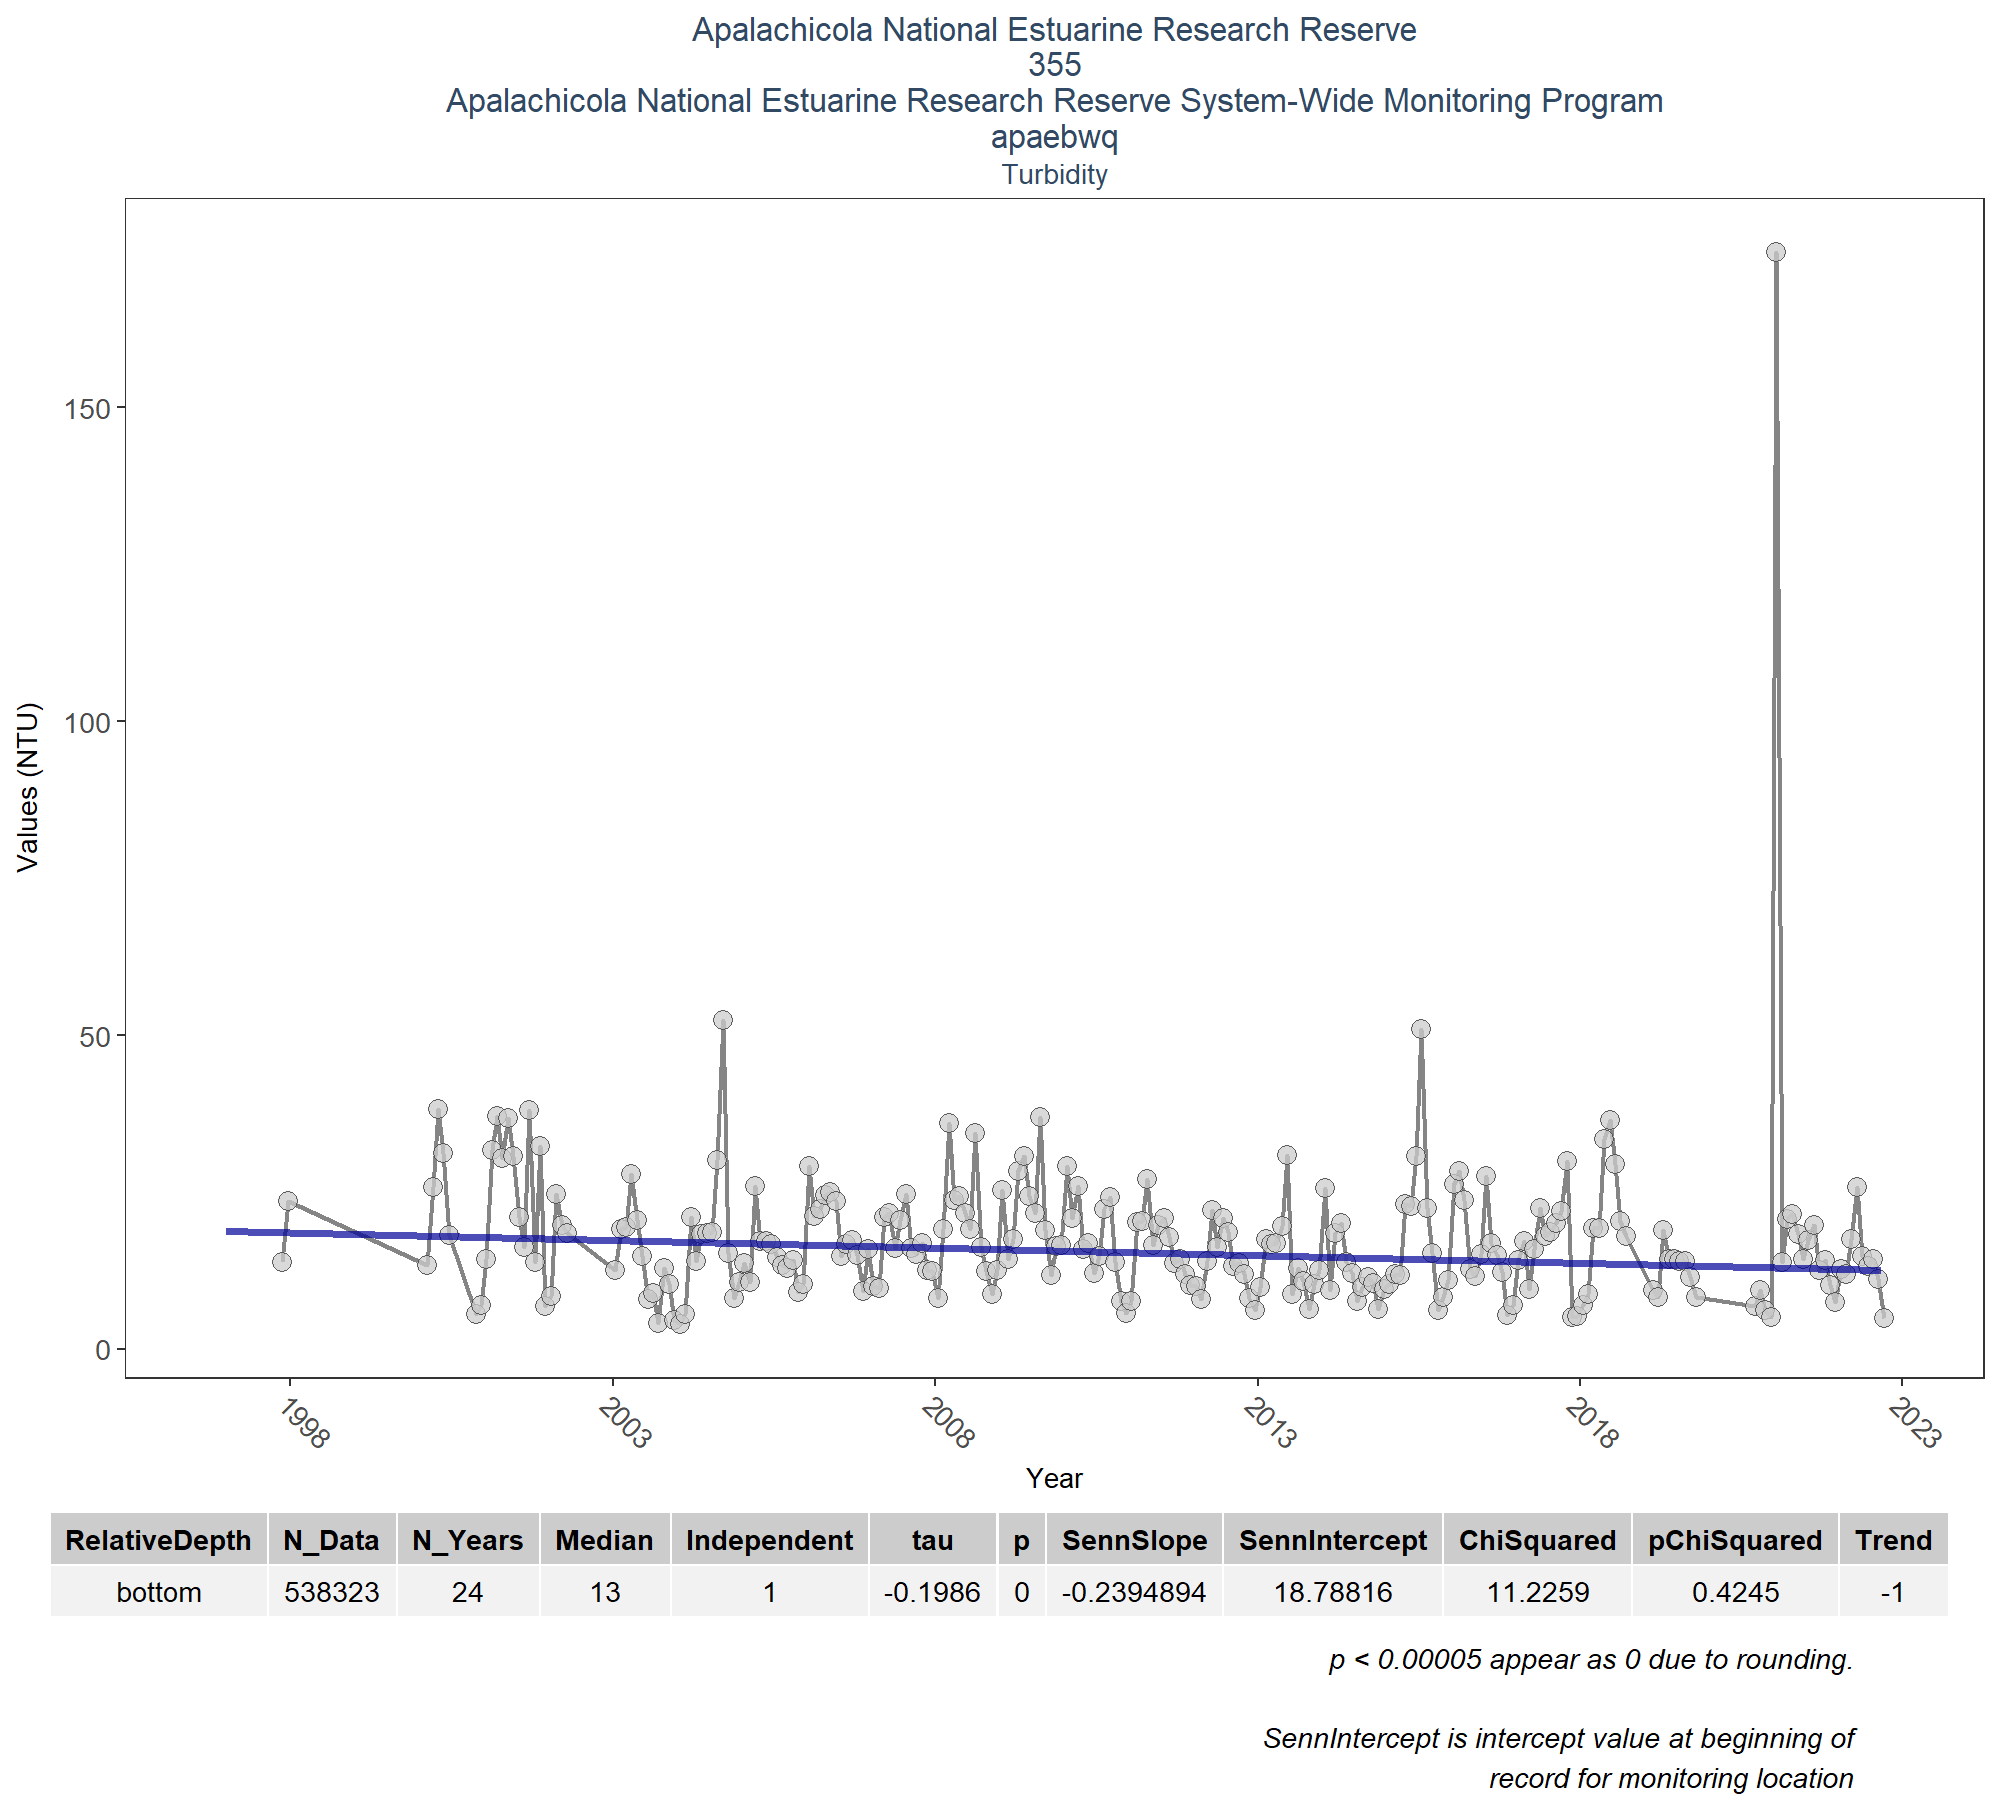 Apalachicola National Estuarine Research Reserve
355
Apalachicola National Estuarine Research Reserve System-Wide Monitoring Program
apaebwq
Turbidity
150
100
50
0
Values (NTU)
1998 2003 2008 2013 2018 2023
Year
RelativeDepth N_Data N_Years Median Independent tau p SennSlope SennIntercept ChiSquared pChiSquared Trend
bottom 538323 24 13 1 -0.1986 0 -0.2394894 18.78816 11.2259 0.4245 -1
p < 0.00005 appear as 0 due to rounding.
SennIntercept is intercept value at beginning of
record for monitoring location